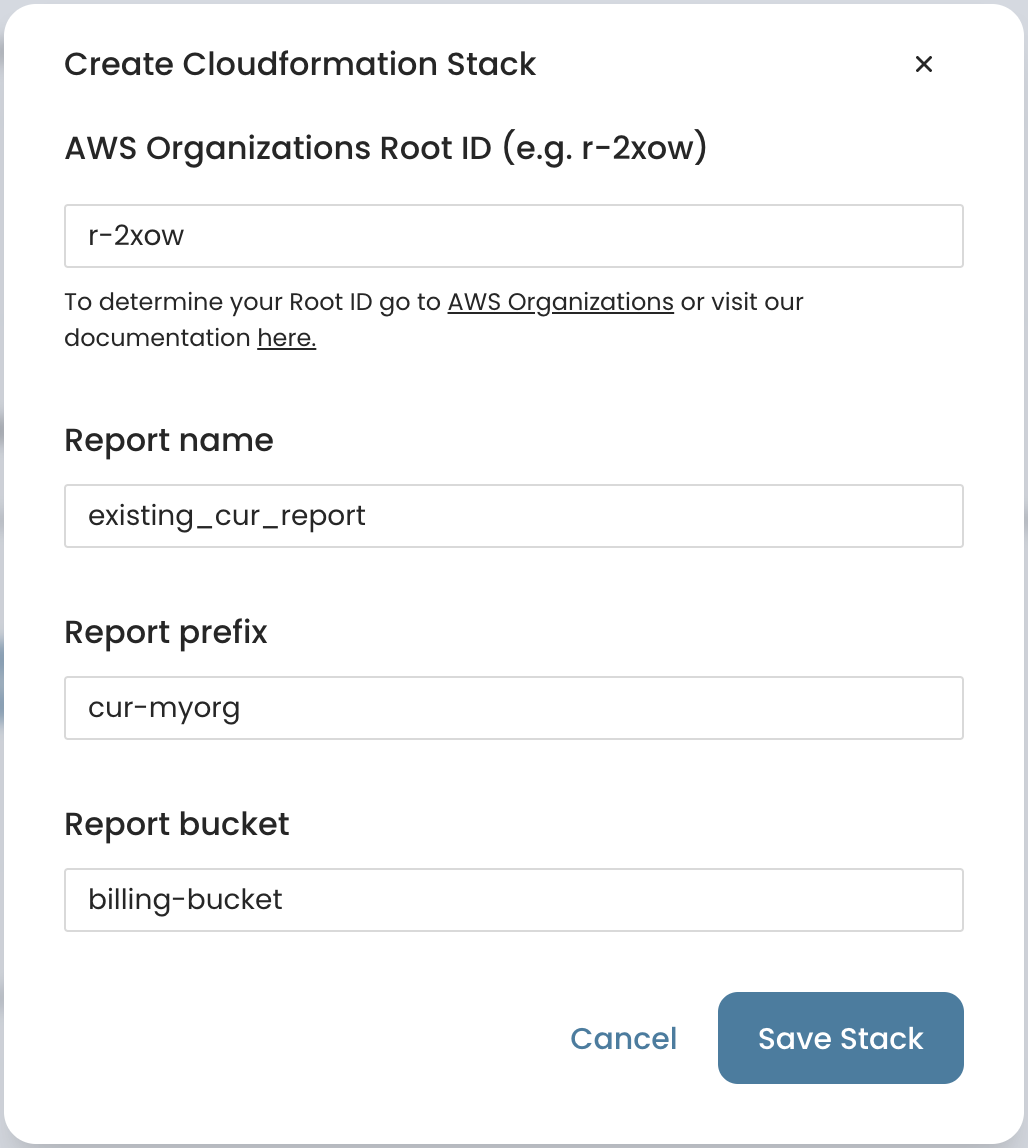 Create Cloudformation Stack ×
AWS Organizations Root ID (e.g. r-2xow)
r-2xow
To determine your Root ID go to AWS Organizations or visit our
documentation here.
Report name
existing_cur_report
Report prefix
cur-myorg
Report bucket
billing-bucket
Cancel Save Stack